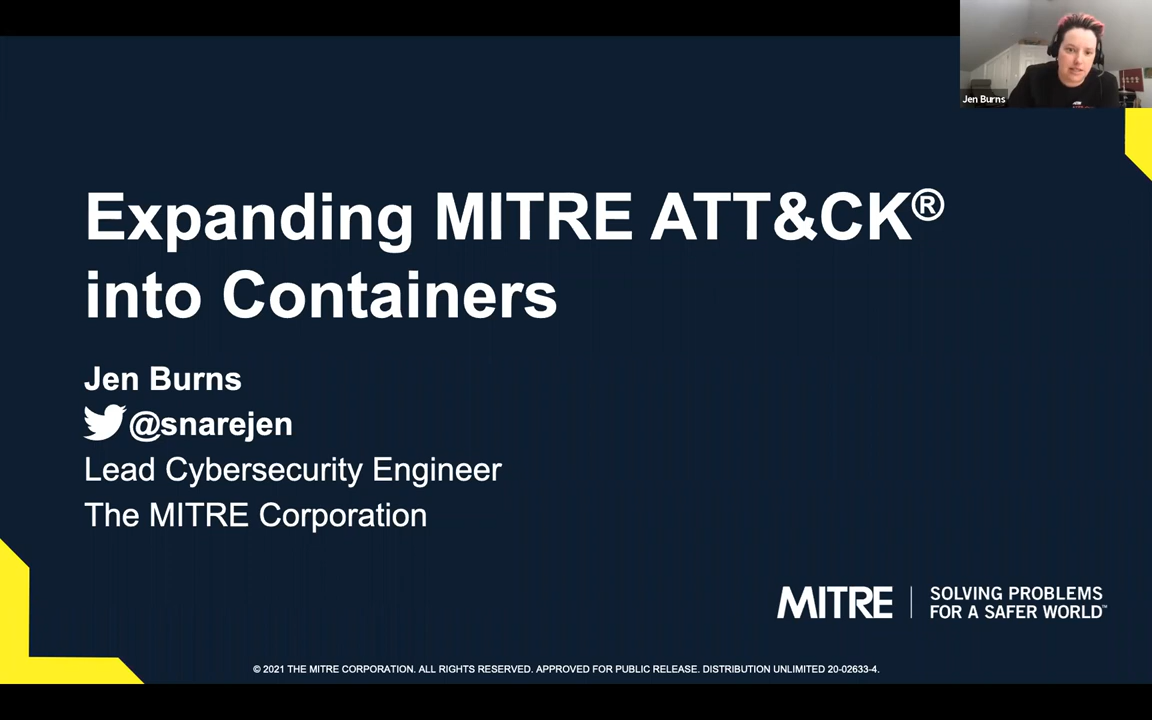 Jen Burns
Expanding MITRE ATT&CK®
into Containers
Jen Burns
@snarejen
Lead Cybersecurity Engineer
The MITRE Corporation
MITRE
SOLVING PROBLEMS
FOR A SAFER WORLD™
© 2021 THE MITRE CORPORATION. ALL RIGHTS RESERVED. APPROVED FOR PUBLIC RELEASE. DISTRIBUTION UNLIMITED 20-02633-4.